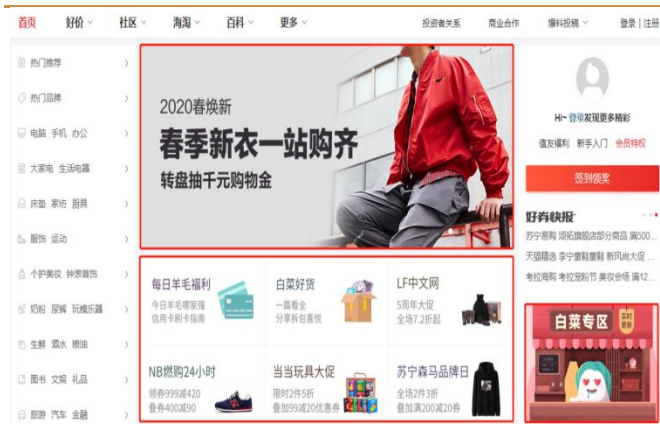 首页 好价 社区 海淘 百科 更多 投资者关系 商业合作 爆料投稿 登录 | 注册
热门推荐
热门品牌
电脑 手机 办公
大家电 生活电器
床垫 家纺 厨具
服饰 运动
个护美妆 钟表首饰
奶粉 尿裤 玩模乐器
生鲜 酒水 粮油
图书 文娱 礼品
旅游 汽车 金融
2020春焕新
春季新衣一站购齐
转盘抽千元购物金
每日羊毛福利
今日羊毛哪家强
信用卡刷卡指南
白菜好货
一篇看全
分享拆包喜悦
LF中文网
5周年大促
全场7.2折起
NB燃购24小时
领券999减420
叠券400减90
当当玩具大促
限时2件5折
叠加99减20优惠券
苏宁森马品牌日
全场2件3折
叠加满200减20券
Hi~ 登录发现更多精彩
值友福利 新手入门 会员特权
签到领奖
好券快报
苏宁易购 颂拓旗舰店部分商品 满500...
天猫精选 李宁童鞋童鞋 新风尚大促 ...
考拉海购 考拉宠粉节 美妆会场 满12...
白菜专区
实时
更新